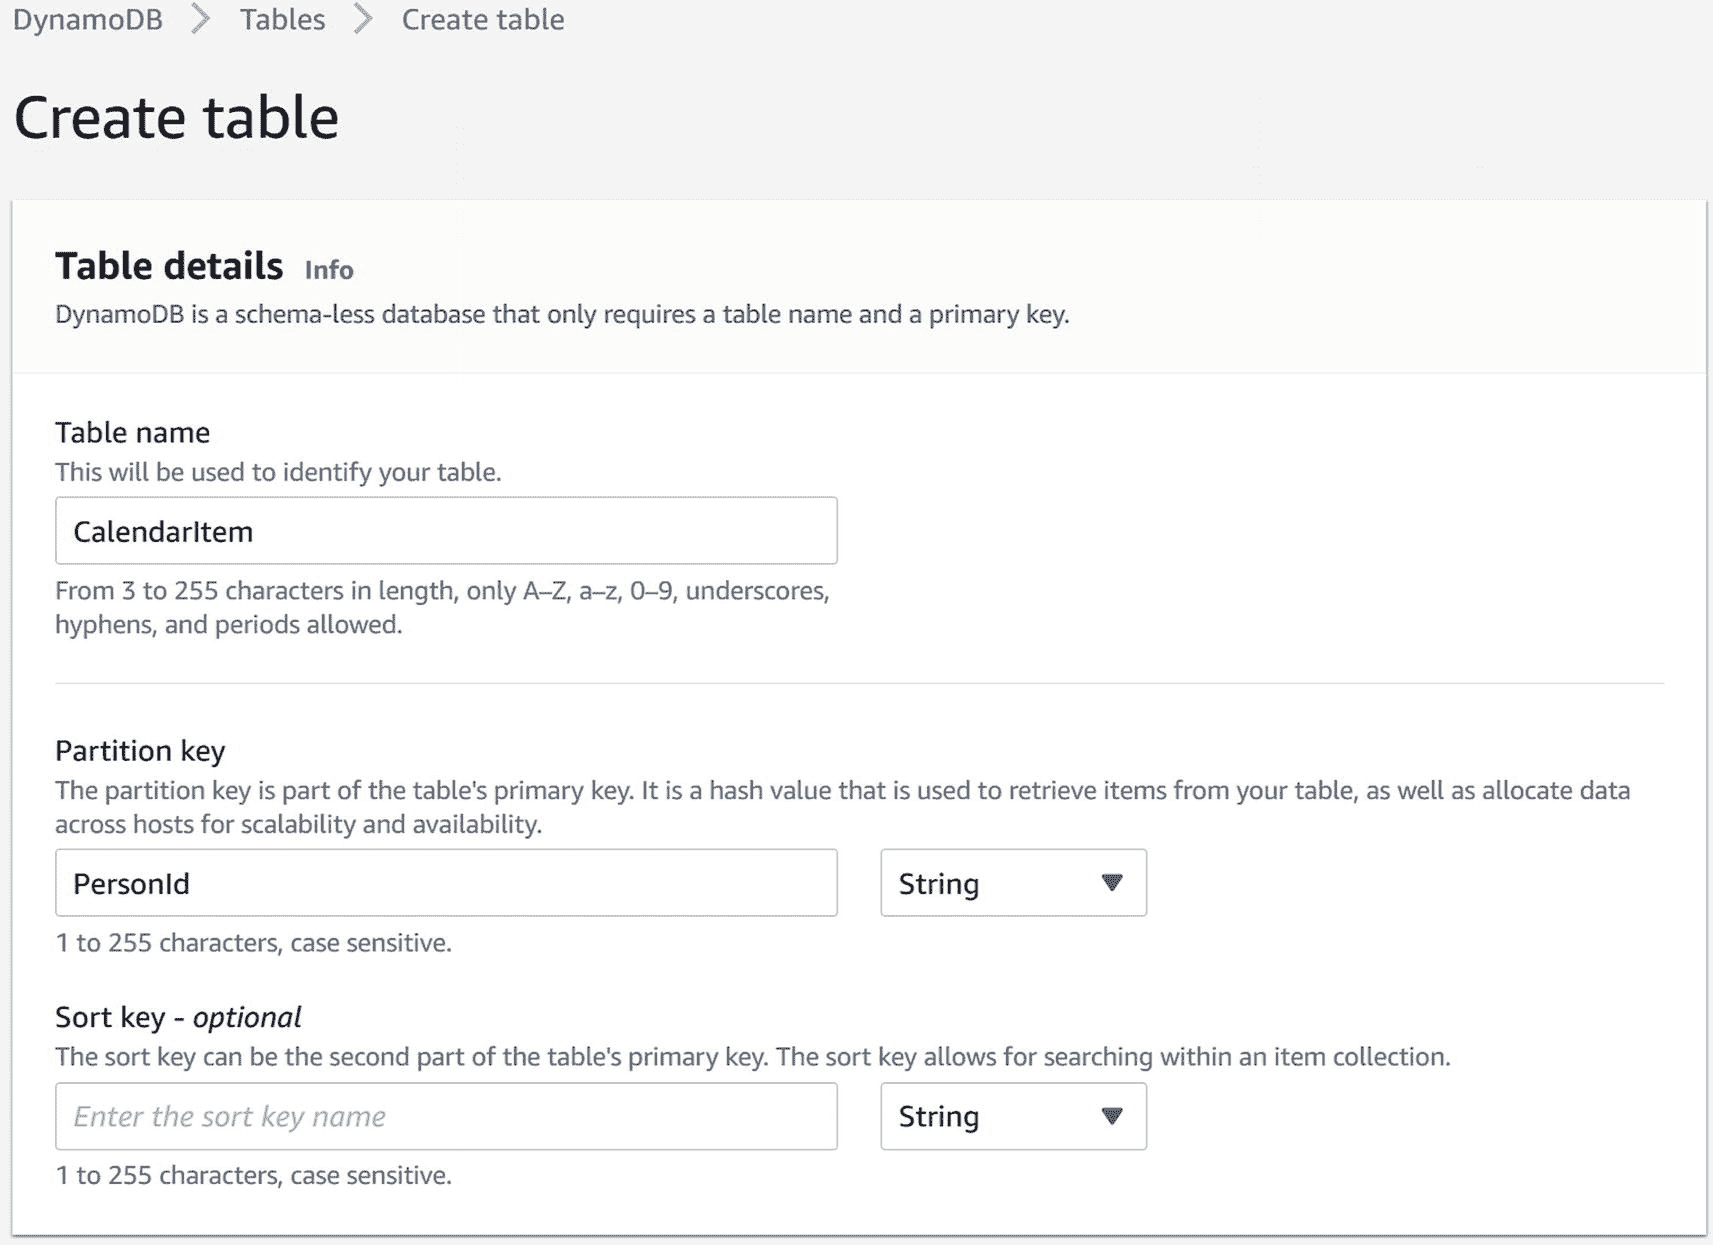 DynamoDB > Tables > Create table
Create table
Table details Info
DynamoDB is a schema-less database that only requires a table name and a primary key.
Table name
This will be used to identify your table.
CalendarItem
From 3 to 255 characters in length, only A–Z, a–z, 0–9, underscores,
hyphens, and periods allowed.
Partition key
The partition key is part of the table's primary key. It is a hash value that is used to retrieve items from your table, as well as allocate data
across hosts for scalability and availability.
PersonId String
1 to 255 characters, case sensitive.
Sort key - optional
The sort key can be the second part of the table's primary key. The sort key allows for searching within an item collection.
Enter the sort key name String
1 to 255 characters, case sensitive.